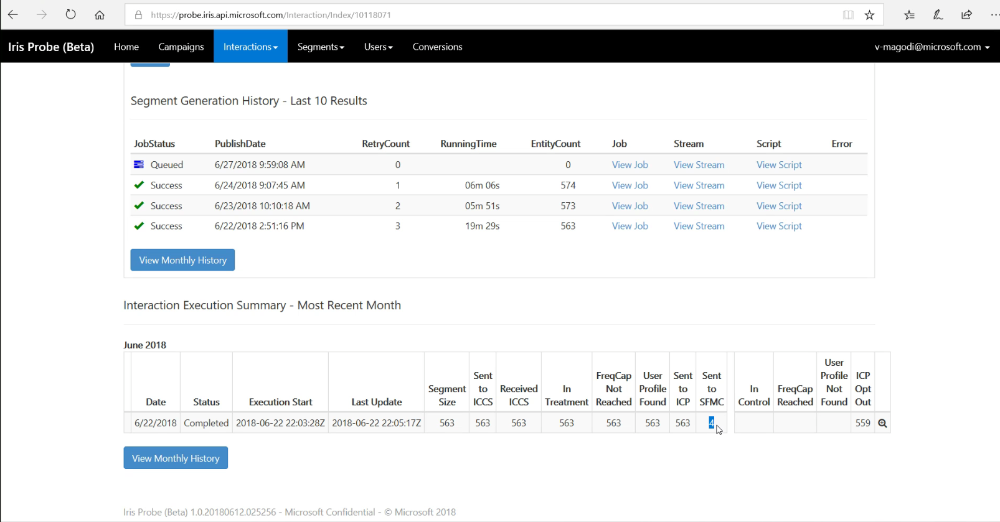 https://probe.iris.api.microsoft.com/Interaction/Index/10118071
Iris Probe (Beta) Home Campaigns Interactions Segments Users Conversions v-magodi@microsoft.com
Segment Generation History - Last 10 Results
JobStatus PublishDate RetryCount RunningTime EntityCount Job Stream Script Error
Queued 6/27/2018 9:59:08 AM 0 0 View Job View Stream View Script
Success 6/24/2018 9:07:45 AM 1 06m 06s 574 View Job View Stream View Script
Success 6/23/2018 10:10:18 AM 2 05m 51s 573 View Job View Stream View Script
Success 6/22/2018 2:51:16 PM 3 19m 29s 563 View Job View Stream View Script
View Monthly History
Interaction Execution Summary - Most Recent Month
June 2018
Date Status Execution Start Last Update Segment Size Sent to ICCS Received ICCS In Treatment FreqCap Not Reached User Profile Found Sent to ICP Sent to SFMC In Control FreqCap Reached User Profile Not Found ICP Opt Out
6/22/2018 Completed 2018-06-22 22:03:28Z 2018-06-22 22:05:17Z 563 563 563 563 563 563 563 4 559
View Monthly History
Iris Probe (Beta) 1.0.20180612.025256 - Microsoft Confidential - © Microsoft 2018